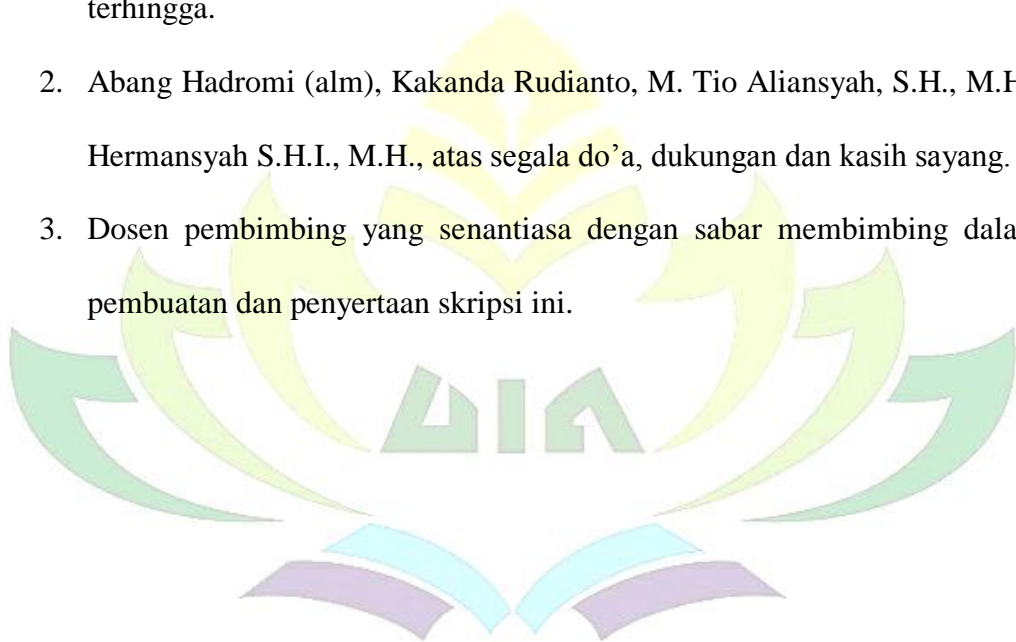 terhingga.
2. Abang Hadromi (alm), Kakanda Rudianto, M. Tio Aliansyah, S.H., M.H
Hermansyah S.H.I., M.H., atas segala do’a, dukungan dan kasih sayang.
3. Dosen pembimbing yang senantiasa dengan sabar membimbing dala
pembuatan dan penyertaan skripsi ini.
UIN